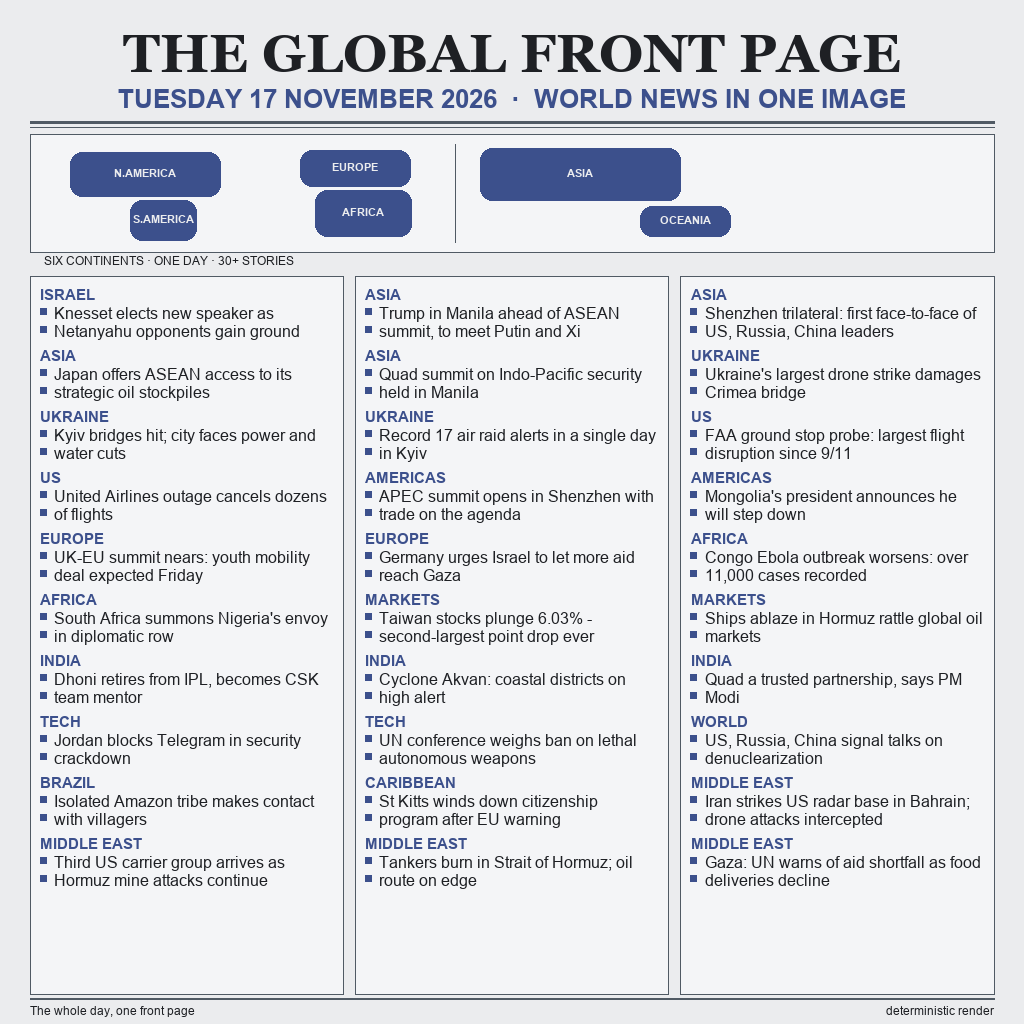 THE GLOBAL FRONT PAGE
TUESDAY 17 NOVEMBER 2026 · WORLD NEWS IN ONE IMAGE
N.AMERICA
S.AMERICA
EUROPE
AFRICA
ASIA
OCEANIA
SIX CONTINENTS · ONE DAY · 30+ STORIES
ISRAEL
Knesset elects new speaker as
Netanyahu opponents gain ground
ASIA
Japan offers ASEAN access to its
strategic oil stockpiles
UKRAINE
Kyiv bridges hit; city faces power and
water cuts
US
United Airlines outage cancels dozens
of flights
EUROPE
UK-EU summit nears: youth mobility
deal expected Friday
AFRICA
South Africa summons Nigeria's envoy
in diplomatic row
INDIA
Dhoni retires from IPL, becomes CSK
team mentor
TECH
Jordan blocks Telegram in security
crackdown
BRAZIL
Isolated Amazon tribe makes contact
with villagers
MIDDLE EAST
Third US carrier group arrives as
Hormuz mine attacks continue
ASIA
Trump in Manila ahead of ASEAN
summit, to meet Putin and Xi
ASIA
Quad summit on Indo-Pacific security
held in Manila
UKRAINE
Record 17 air raid alerts in a single day
in Kyiv
AMERICAS
APEC summit opens in Shenzhen with
trade on the agenda
EUROPE
Germany urges Israel to let more aid
reach Gaza
MARKETS
Taiwan stocks plunge 6.03% -
second-largest point drop ever
INDIA
Cyclone Akvan: coastal districts on
high alert
TECH
UN conference weighs ban on lethal
autonomous weapons
CARIBBEAN
St Kitts winds down citizenship
program after EU warning
MIDDLE EAST
Tankers burn in Strait of Hormuz; oil
route on edge
ASIA
Shenzhen trilateral: first face-to-face of
US, Russia, China leaders
UKRAINE
Ukraine's largest drone strike damages
Crimea bridge
US
FAA ground stop probe: largest flight
disruption since 9/11
AMERICAS
Mongolia's president announces he
will step down
AFRICA
Congo Ebola outbreak worsens: over
11,000 cases recorded
MARKETS
Ships ablaze in Hormuz rattle global oil
markets
INDIA
Quad a trusted partnership, says PM
Modi
WORLD
US, Russia, China signal talks on
denuclearization
MIDDLE EAST
Iran strikes US radar base in Bahrain;
drone attacks intercepted
MIDDLE EAST
Gaza: UN warns of aid shortfall as food
deliveries decline
The whole day, one front page
deterministic render